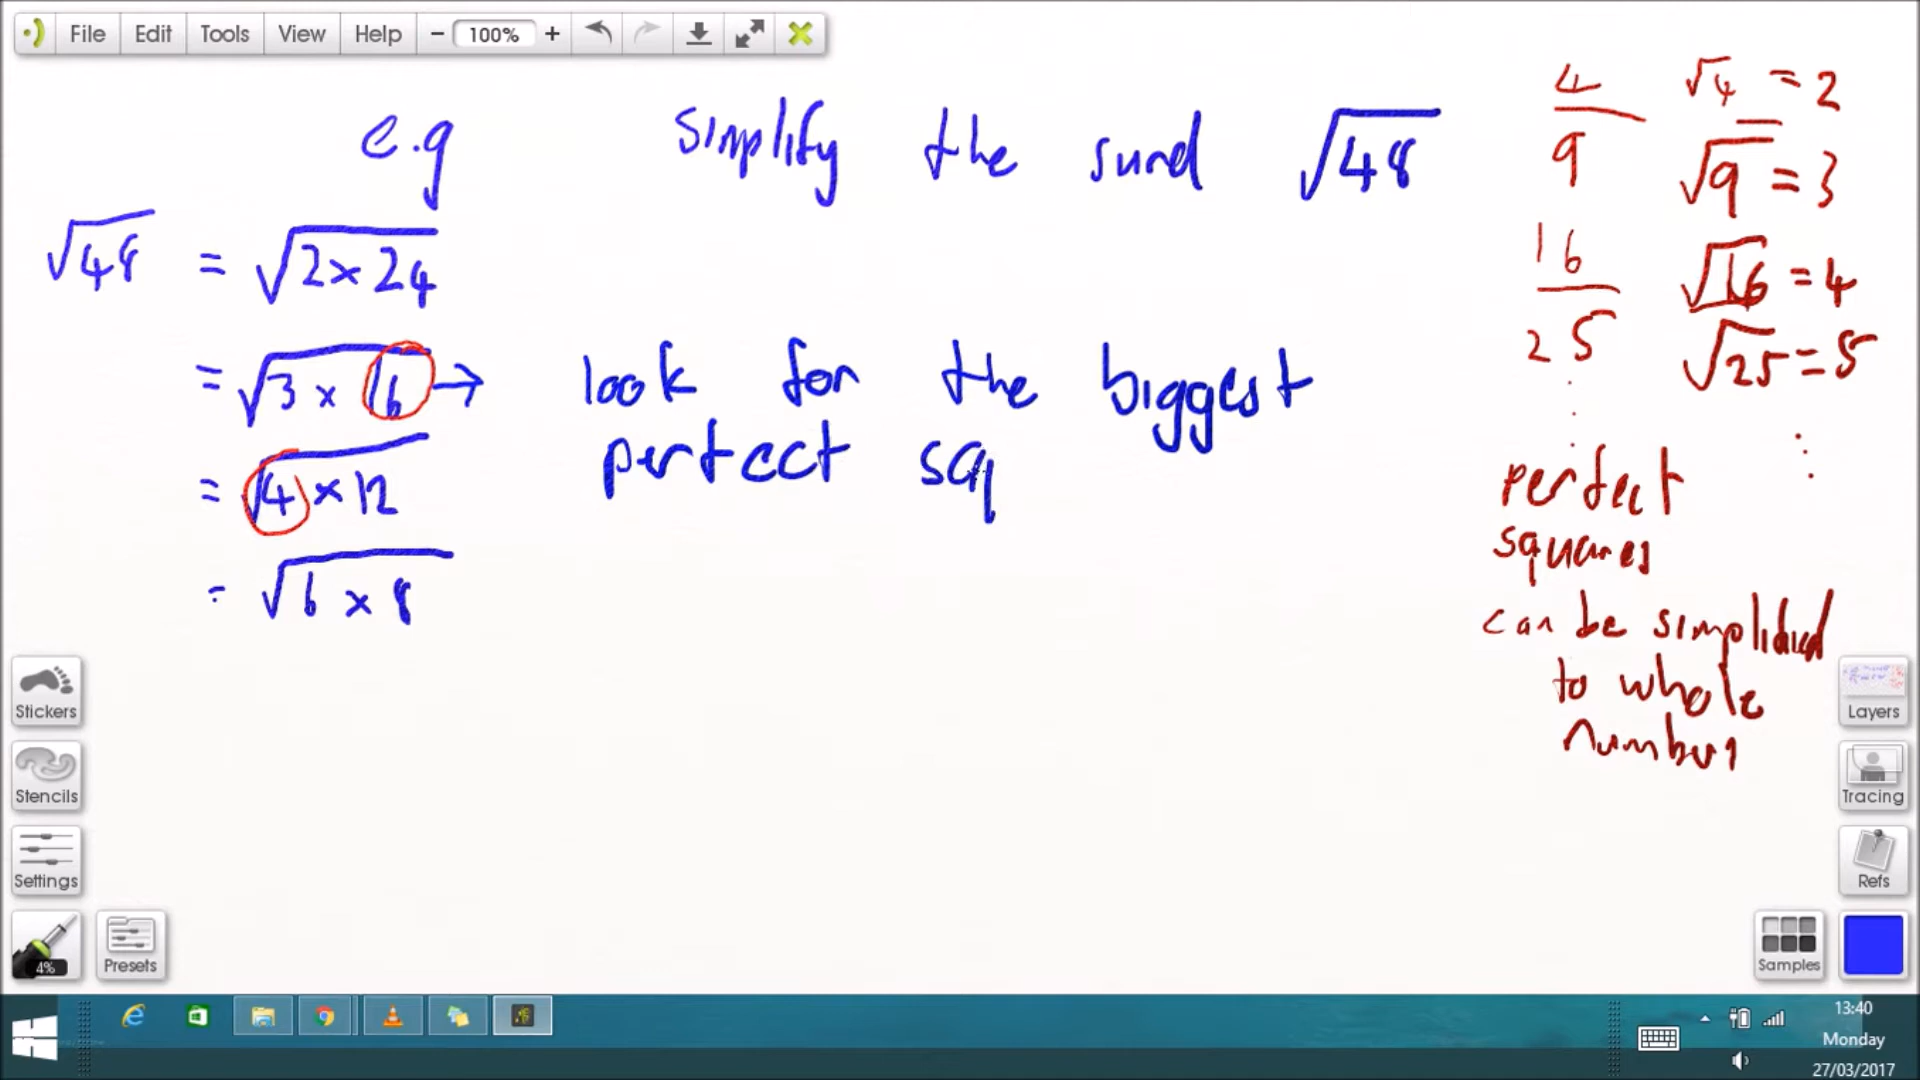 File Edit Tools View Help − 100% +
e.g simplify the surd √48
√48 = √2 × 24
= √3 × 16 → look for the biggest
perfect sq
= √4 × 12
= √6 × 8
4 √4 = 2
9 √9 = 3
16 √16 = 4
25 √25 = 5
perfect
squares
can be simplified
to whole
numbers
Stickers
Stencils
Settings
4% Presets
Layers
Tracing
Refs
Samples
13:40
Monday
27/03/2017